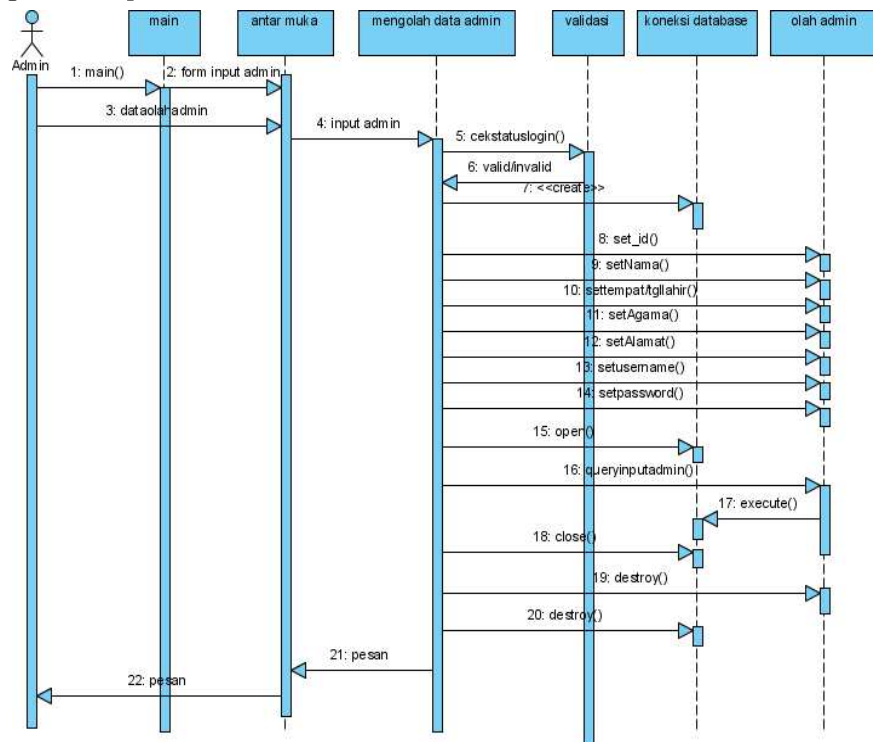 main
antar muka
mengolah data admin
validasi
koneksi database
olah admin
Admin
1: main()
2: form input admin
3: dataolahadmin
4: input admin
5: cekstatuslogin()
6: valid/invalid
7: <<create>>
8: set_id()
9: setNama()
10: settempat/tgllahir()
11: setAgama()
12: setAlamat()
13: setusername()
14: setpassword()
15: open()
16: queryinputadmin()
17: execute()
18: close()
19: destroy()
20: destroy()
21: pesan
22: pesan